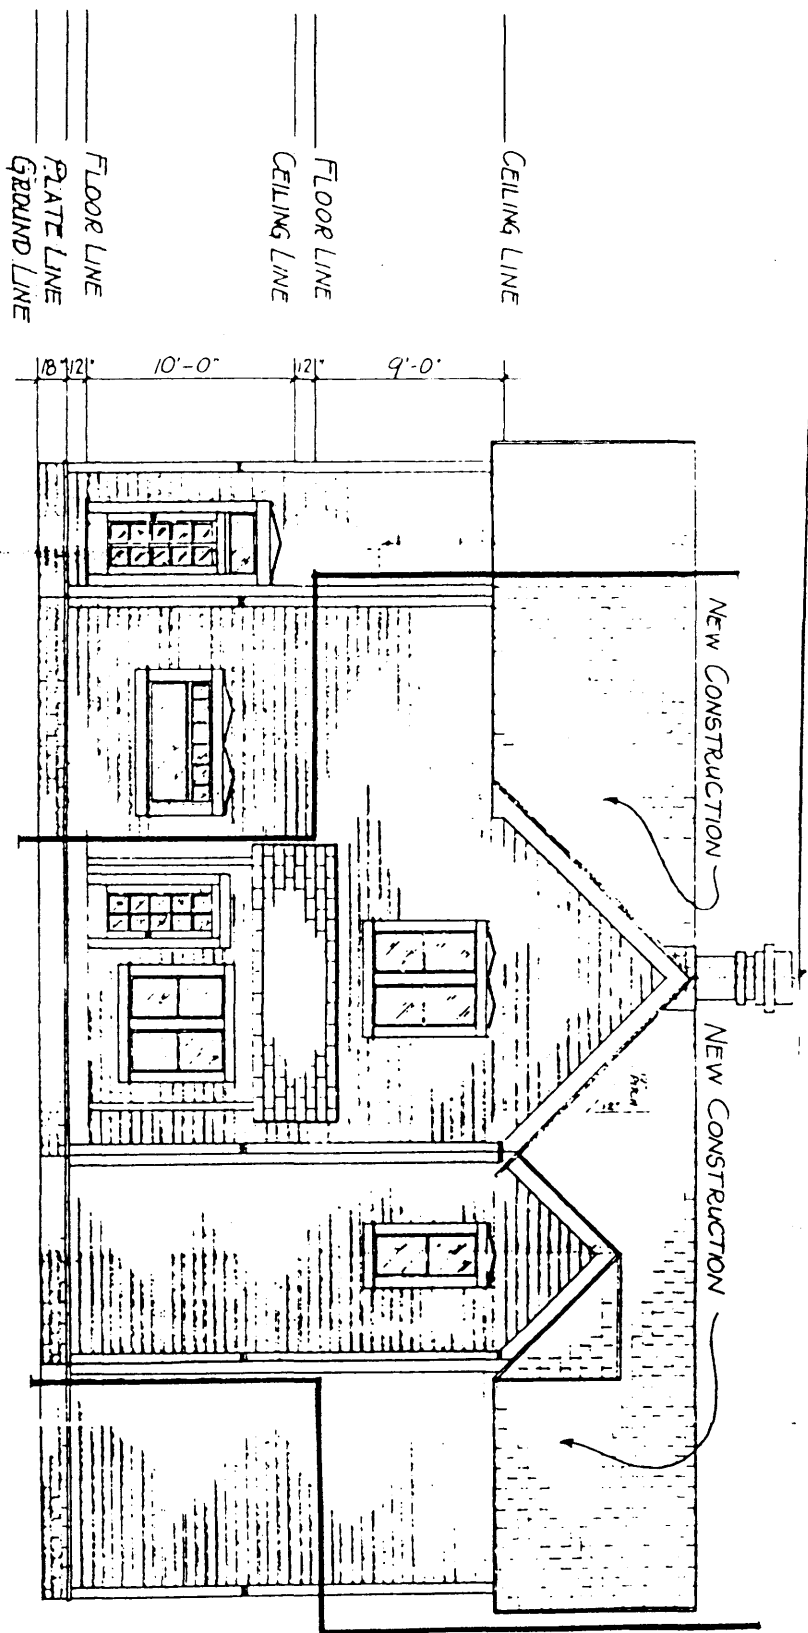 CEILING LINE
FLOOR LINE
CEILING LINE
FLOOR LINE
PLATE LINE
GROUND LINE
9'-0"
12"
10'-0"
12"
18"
NEW CONSTRUCTION
NEW CONSTRUCTION
12"